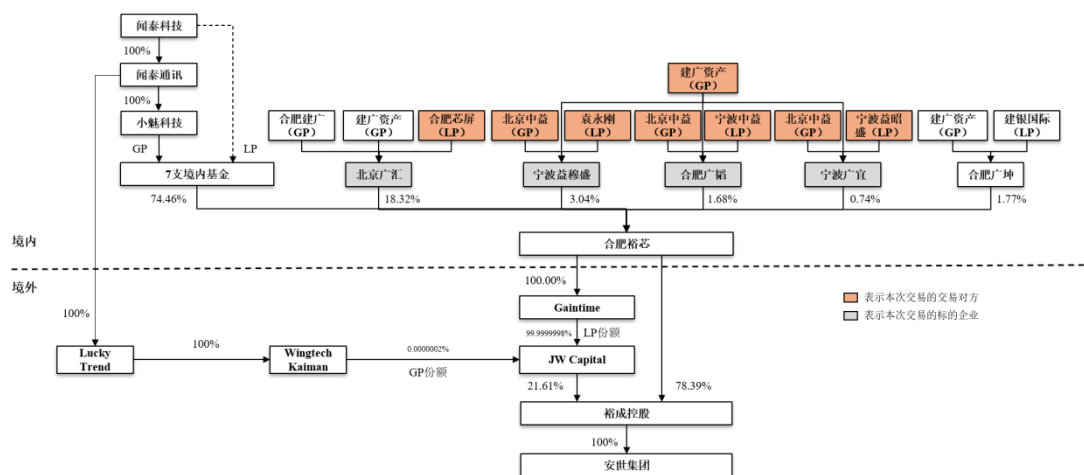 闻泰科技
100%
闻泰通讯
100%
小魅科技
GP
LP
7支境内基金
建广资产
（GP）
合肥建广
（GP）
建广资产
（GP）
合肥芯屏
（LP）
北京中益
（GP）
袁永刚
（LP）
北京中益
（GP）
宁波中益
（LP）
北京中益
（GP）
宁波益昭
盛（LP）
建广资产
（GP）
建银国际
（LP）
北京广汇
宁波益穆盛
合肥广韬
宁波广宜
合肥广坤
74.46%
18.32%
3.04%
1.68%
0.74%
1.77%
境内
合肥裕芯
境外
100.00%
表示本次交易的交易对方
Gaintime
表示本次交易的标的企业
100%
99.9999998%
LP份额
Lucky
Trend
100%
Wingtech
Kaiman
0.0000002%
GP份额
JW Capital
21.61%
78.39%
裕成控股
100%
安世集团